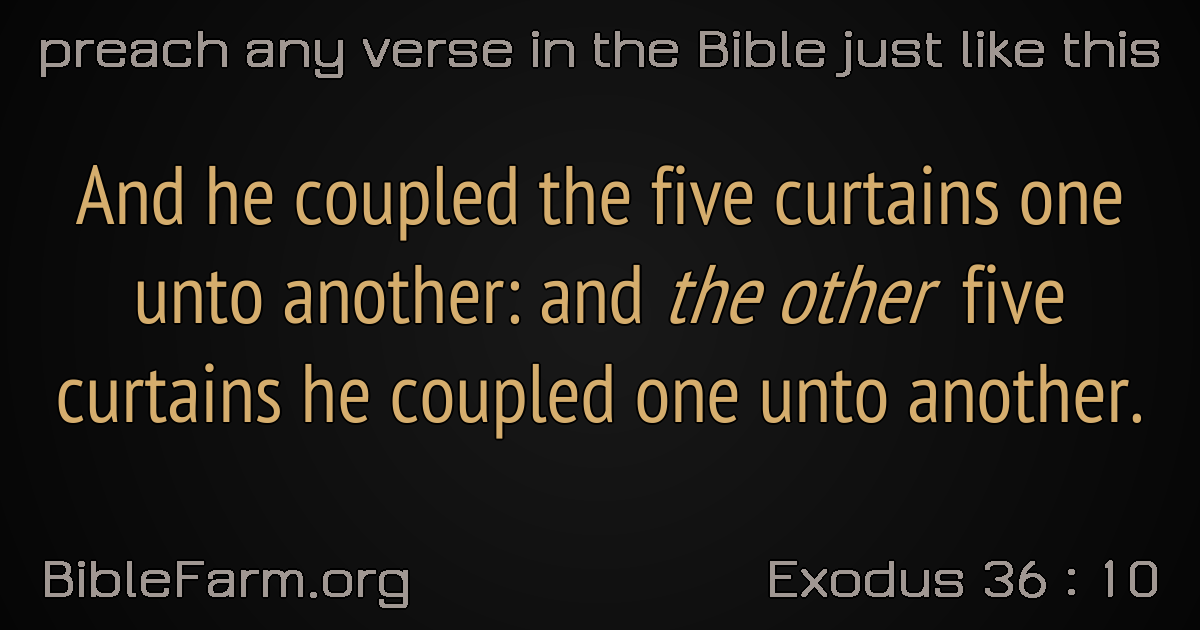 preach any verse in the Bible just like this
And he coupled the five curtains one
unto another: and the other five
curtains he coupled one unto another.
BibleFarm.org
Exodus 36 : 10